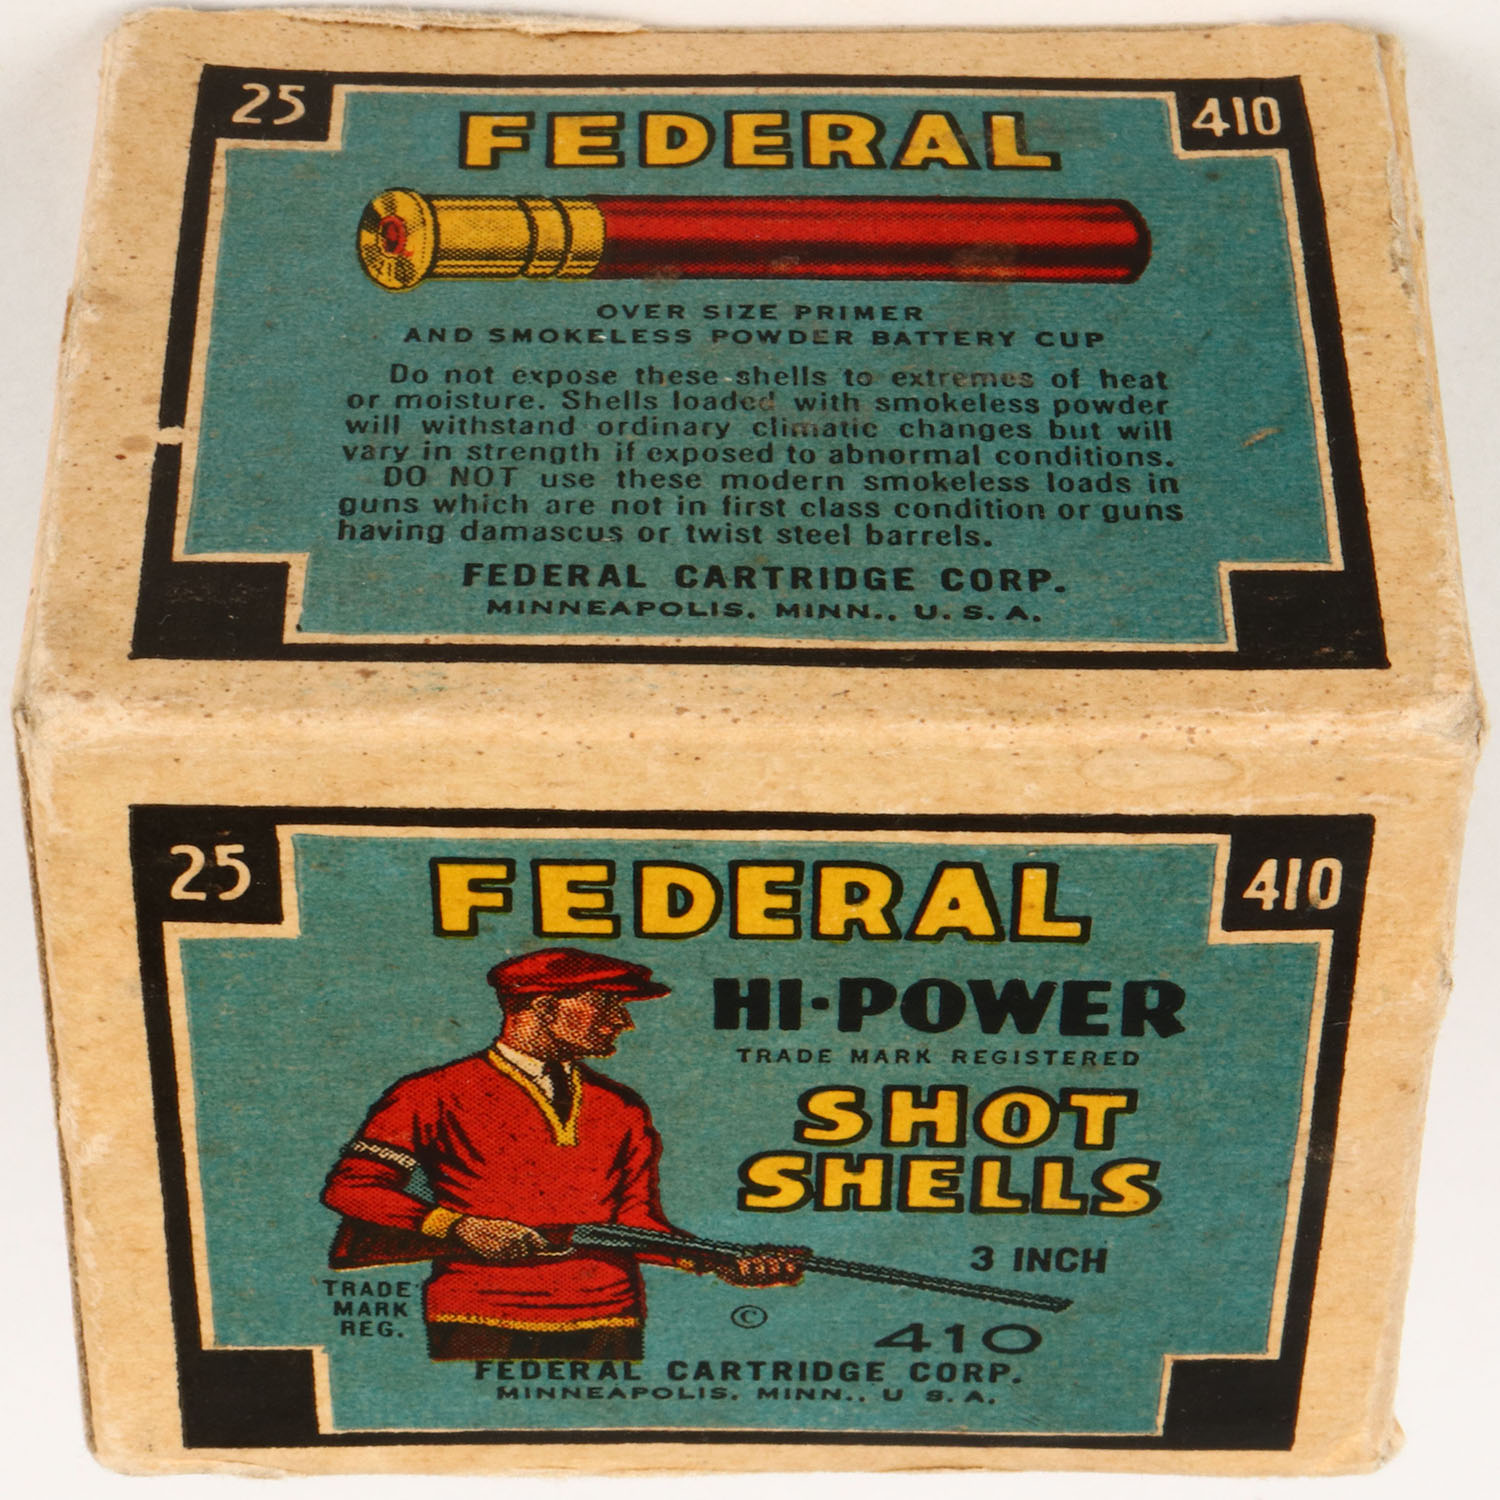 25
FEDERAL
410
OVER SIZE PRIMER
AND SMOKELESS POWDER BATTERY CUP
Do not expose these shells to extremes of heat
or moisture. Shells loaded with smokeless powder
will withstand ordinary climatic changes but will
vary in strength if exposed to abnormal conditions.
DO NOT use these modern smokeless loads in
guns which are not in first class condition or guns
having damascus or twist steel barrels.
FEDERAL CARTRIDGE CORP.
MINNEAPOLIS, MINN., U. S. A.
25
FEDERAL
410
HI-POWER
TRADE MARK REGISTERED
SHOT
SHELLS
HI-POWER
3 INCH
TRADE
MARK
REG.
©
410
FEDERAL CARTRIDGE CORP.
MINNEAPOLIS, MINN., U S. A.